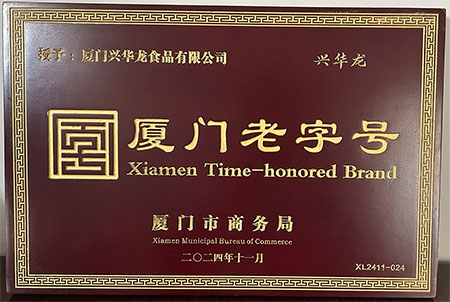 授予：厦门兴华龙食品有限公司 兴华龙
厦门老字号
Xiamen Time-honored Brand
厦门市商务局
Xiamen Municipal Bureau of Commerce
二〇二四年十一月
XL2411-024